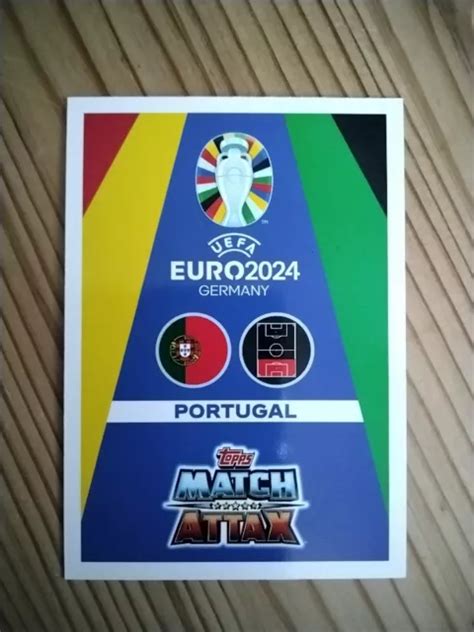 UEFA
EURO2024
GERMANY
PORTUGAL
Topps
MATCH
ATTAX